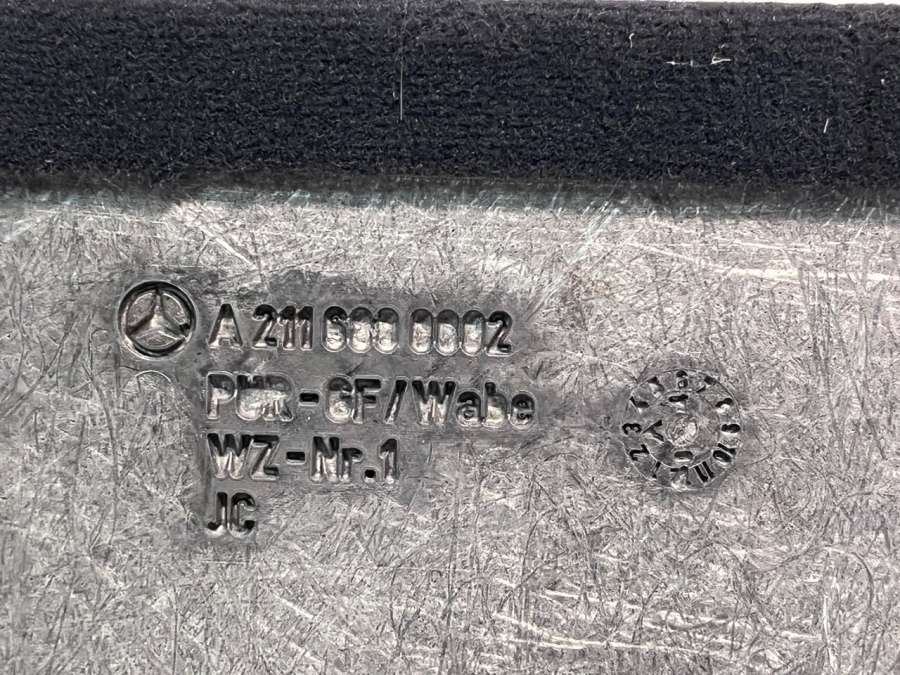 A 211 680 0002
PUR-GF/Wabe
WZ-Nr.1
JC